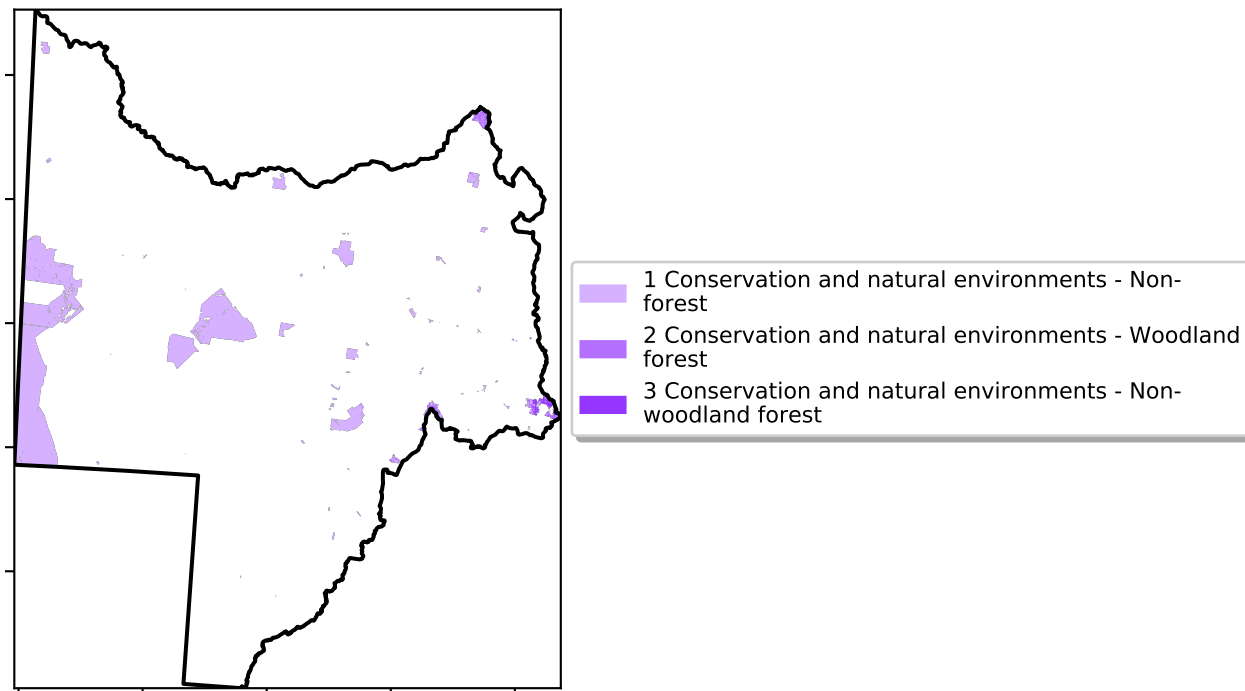 1 Conservation and natural environments - Non-
forest
2 Conservation and natural environments - Woodland
forest
3 Conservation and natural environments - Non-
woodland forest